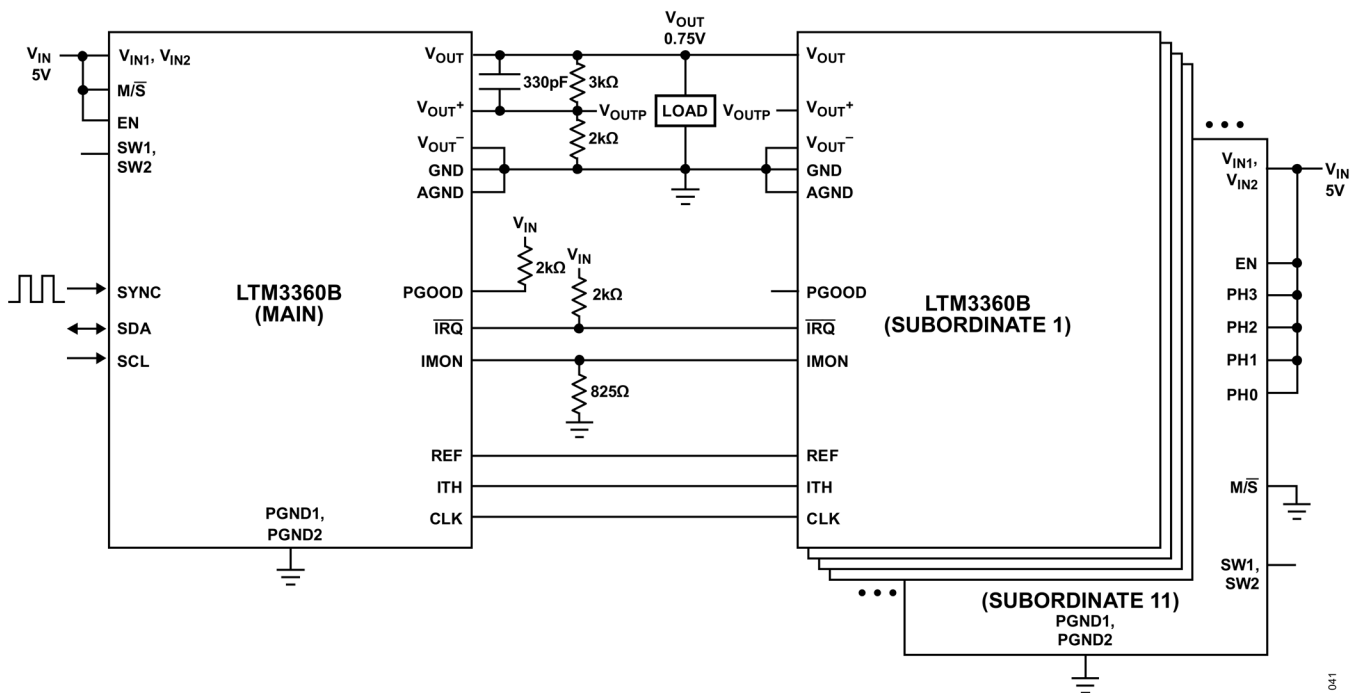 VOUT
0.75V
VIN
5V
VIN1, VIN2
M/S̅
EN
SW1,
SW2
SYNC
SDA
SCL
LTM3360B
(MAIN)
PGND1,
PGND2
VOUT
VOUT+
VOUT−
GND
AGND
PGOOD
I̅R̅Q̅
IMON
REF
ITH
CLK
330pF
3kΩ
VOUTP
2kΩ
LOAD
VOUTP
VIN
2kΩ
VIN
2kΩ
825Ω
VOUT
VOUT+
VOUT−
GND
AGND
PGOOD
I̅R̅Q̅
IMON
REF
ITH
CLK
LTM3360B
(SUBORDINATE 1)
• • •
VIN1,
VIN2
VIN
5V
EN
PH3
PH2
PH1
PH0
M/S̅
SW1,
SW2
• • •
(SUBORDINATE 11)
PGND1,
PGND2
041